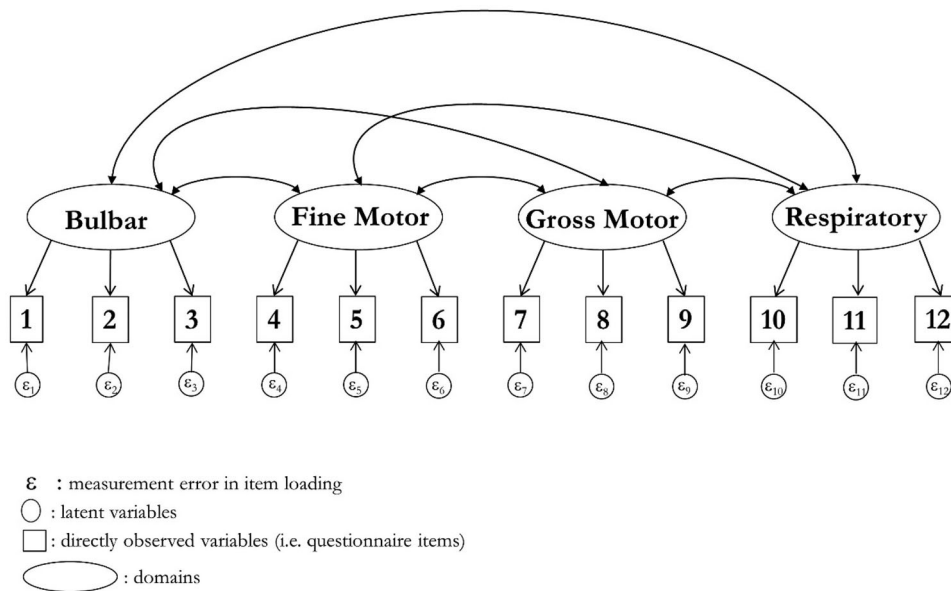 Bulbar Fine Motor Gross Motor Respiratory
1 2 3 4 5 6 7 8 9 10 11 12
ε₁ ε₂ ε₃ ε₄ ε₅ ε₆ ε₇ ε₈ ε₉ ε₁₀ ε₁₁ ε₁₂
ε : measurement error in item loading
: latent variables
: directly observed variables (i.e. questionnaire items)
: domains